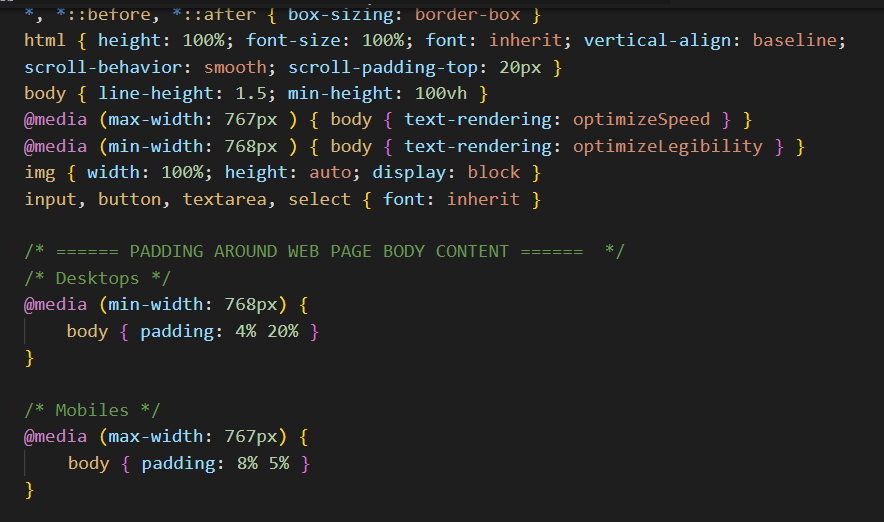 *, *::before, *::after { box-sizing: border-box }
html { height: 100%; font-size: 100%; font: inherit; vertical-align: baseline;
scroll-behavior: smooth; scroll-padding-top: 20px }
body { line-height: 1.5; min-height: 100vh }
@media (max-width: 767px ) { body { text-rendering: optimizeSpeed } }
@media (min-width: 768px ) { body { text-rendering: optimizeLegibility } }
img { width: 100%; height: auto; display: block }
input, button, textarea, select { font: inherit }
/* ====== PADDING AROUND WEB PAGE BODY CONTENT ======  */
/* Desktops */
@media (min-width: 768px) {
    body { padding: 4% 20% }
}
/* Mobiles */
@media (max-width: 767px) {
    body { padding: 8% 5% }
}